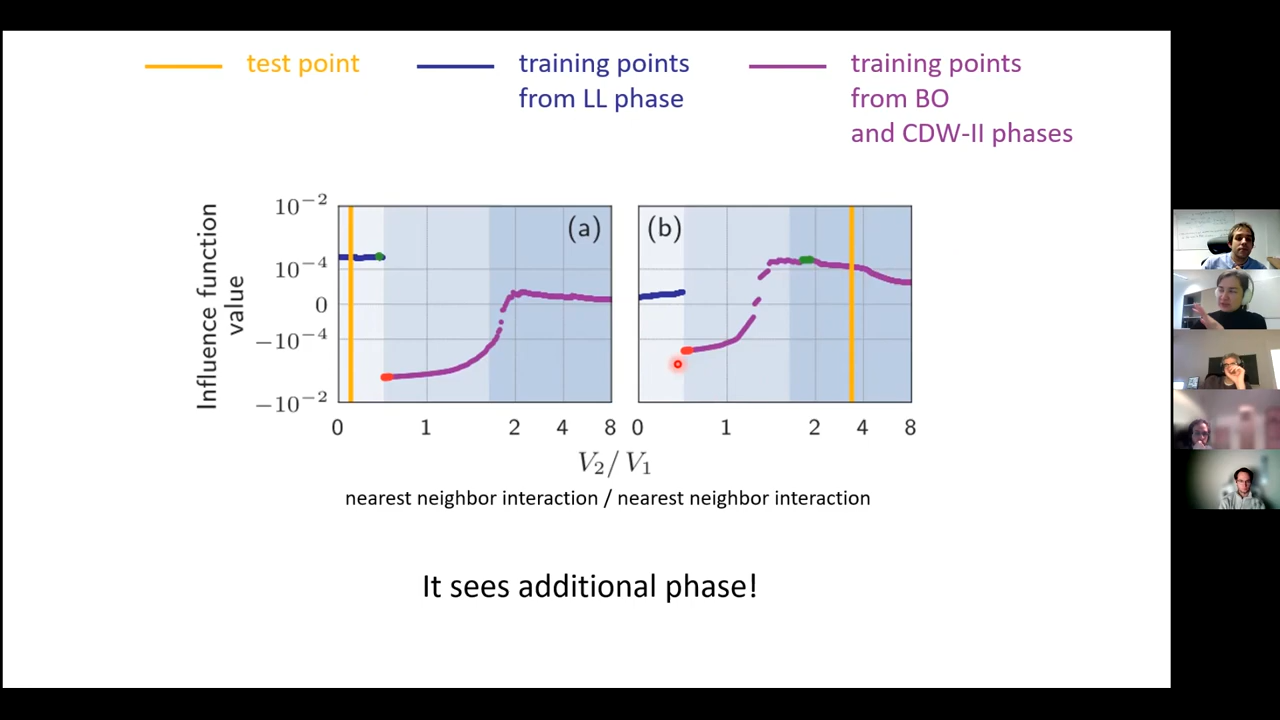 test point
training points
from LL phase
training points
from BO
and CDW-II phases
Influence function
value
10⁻²
10⁻⁴
0
−10⁻⁴
−10⁻²
(a)
(b)
0 1 2 4 8
0 1 2 4 8
V₂/ V₁
nearest neighbor interaction / nearest neighbor interaction
It sees additional phase!